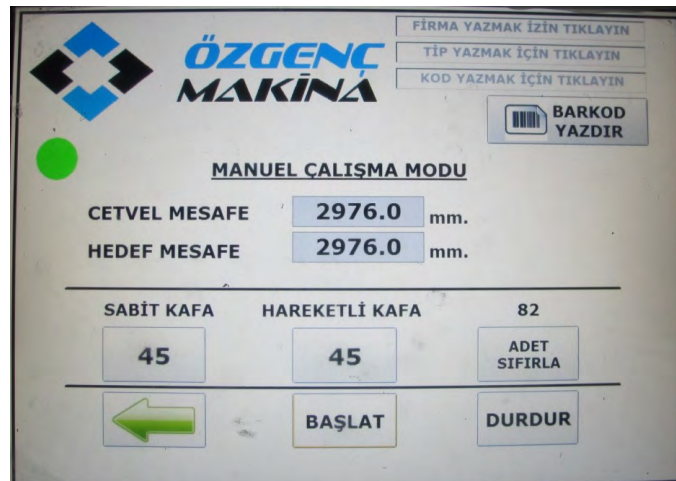 FİRMA YAZMAK İZİN TIKLAYIN
TİP YAZMAK İÇİN TIKLAYIN
KOD YAZMAK İÇİN TIKLAYIN
ÖZGENÇ
MAKİNA
BARKOD
YAZDIR
MANUEL ÇALIŞMA MODU
CETVEL MESAFE 2976.0 mm.
HEDEF MESAFE 2976.0 mm.
SABİT KAFA HAREKETLİ KAFA 82
45 45 ADET
SIFIRLA
BAŞLAT DURDUR